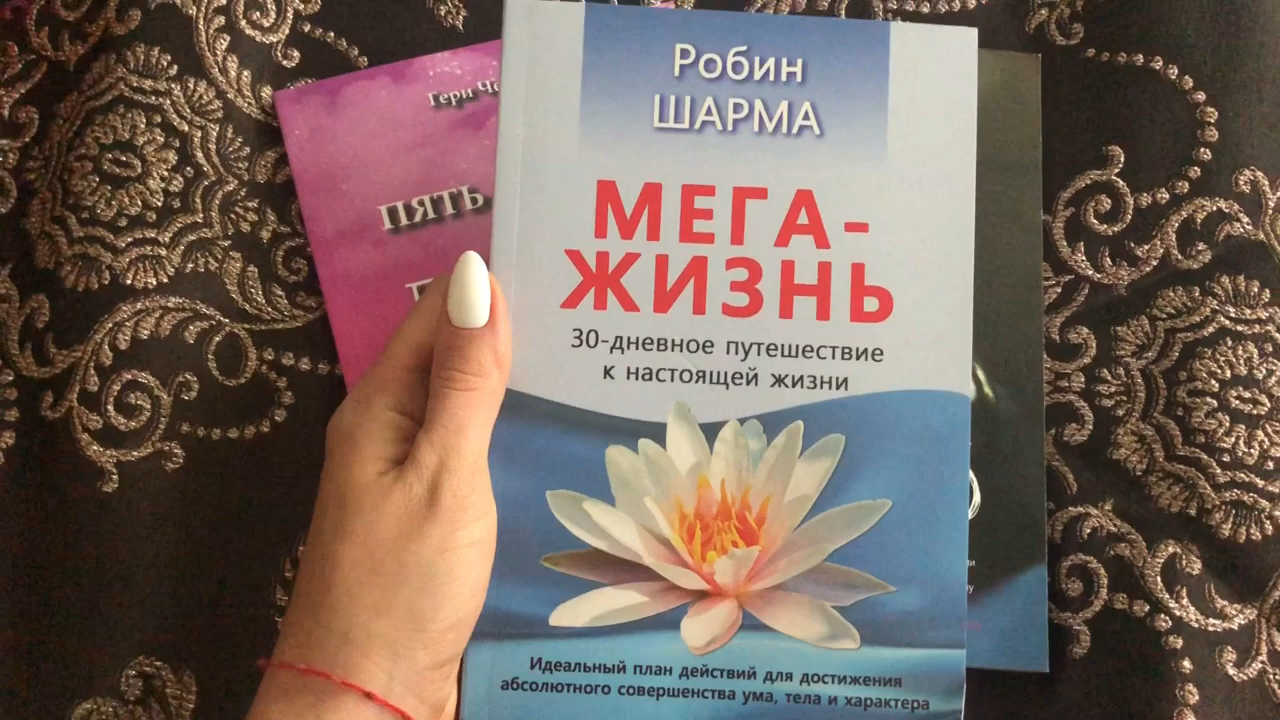 Робин
ШАРМА
МЕГА-
ЖИЗНЬ
30-дневное путешествие
к настоящей жизни
Идеальный план действий для достижения
абсолютного совершенства ума, тела и характера
Гери
ПЯТЬ